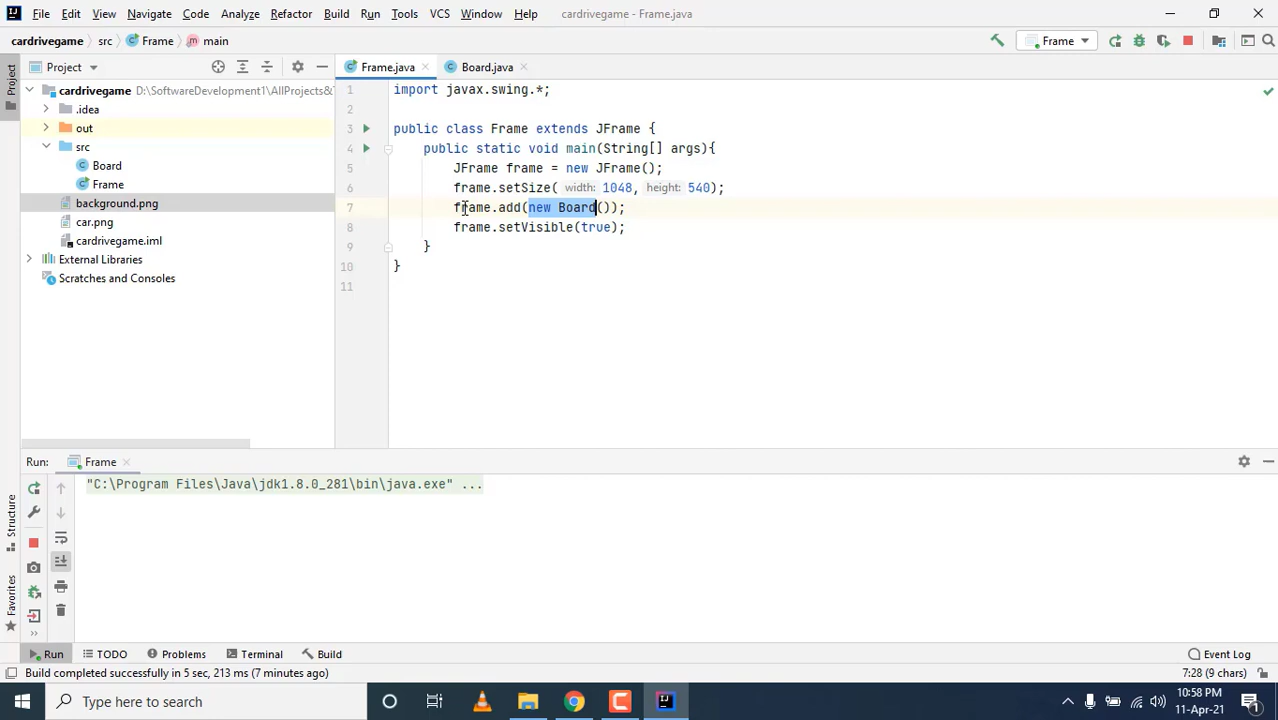 File Edit View Navigate Code Analyze Refactor Build Run Tools VCS Window Help cardrivegame - Frame.java
cardrivegame src Frame main Frame
Project Project Frame.java Board.java
cardrivegame D:\SoftwareDevelopment1\AllProjects&
.idea
out
src
Board
Frame
background.png
car.png
cardrivegame.iml
External Libraries
Scratches and Consoles
1 import javax.swing.*;
2
3 public class Frame extends JFrame {
4 public static void main(String[] args){
5 JFrame frame = new JFrame();
6 frame.setSize( width: 1048, height: 540);
7 frame.add(new Board());
8 frame.setVisible(true);
9 }
10 }
11
Run: Frame
"C:\Program Files\Java\jdk1.8.0_281\bin\java.exe" ...
Structure
Favorites
Run TODO Problems Terminal Build Event Log
Build completed successfully in 5 sec, 213 ms (7 minutes ago) 7:28 (9 chars)
Type here to search 10:58 PM
11-Apr-21 1